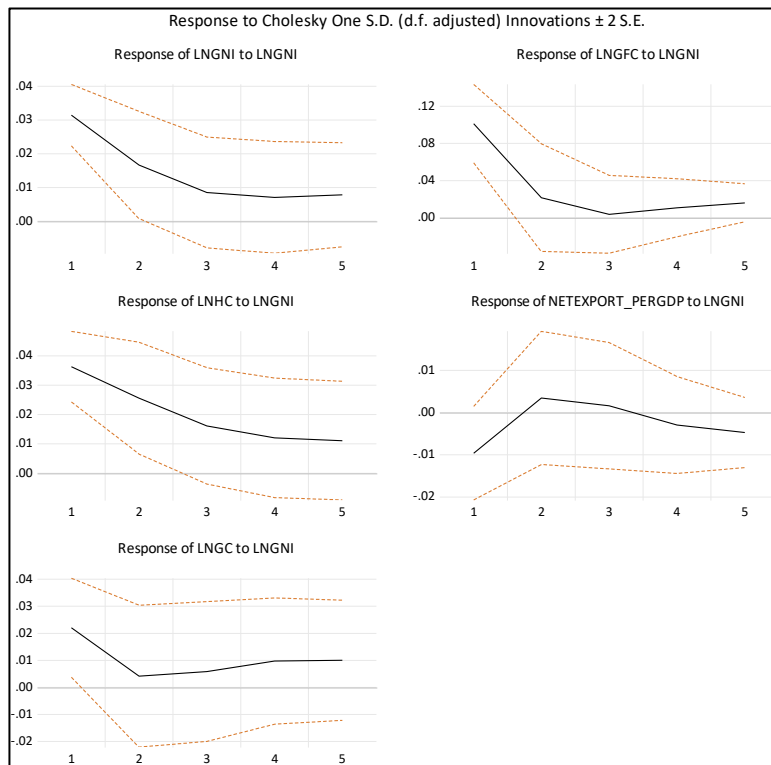 Response to Cholesky One S.D. (d.f. adjusted) Innovations ± 2 S.E.
Response of LNGNI to LNGNI
.04
.03
.02
.01
.00
1 2 3 4 5
Response of LNGFC to LNGNI
.12
.08
.04
.00
1 2 3 4 5
Response of LNHC to LNGNI
.04
.03
.02
.01
.00
1 2 3 4 5
Response of NETEXPORT_PERGDP to LNGNI
.01
.00
-.01
-.02
1 2 3 4 5
Response of LNGC to LNGNI
.04
.03
.02
.01
.00
-.01
-.02
1 2 3 4 5